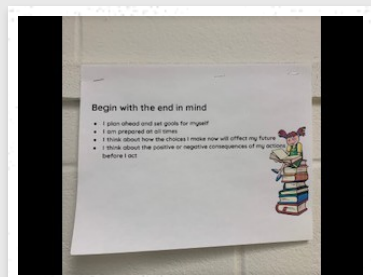 Begin with the end in mind
• I plan ahead and set goals for myself
• I am prepared at all times
• I think about how the choices I make now will affect my future
• I think about the positive or negative consequences of my actions
before I act